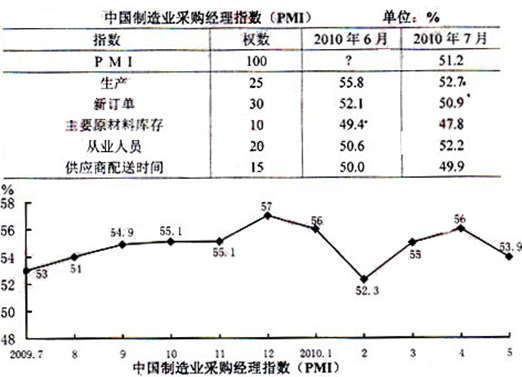 中国制造业采购经理指数（PMI） 单位：%
指数 权数 2010年6月 2010年7月
PMI 100 ? 51.2
生产 25 55.8 52.7
新订单 30 52.1 50.9
主要原材料库存 10 49.4 47.8
从业人员 20 50.6 52.2
供应商配送时间 15 50.0 49.9
%
58
56
54
52
48
53 54 54.9 55.1 55.1 57 56 52.3 55 56 53.9
2009.7 8 9 10 11 12 2010.1 2 3 4 5
中国制造业采购经理指数（PMI）